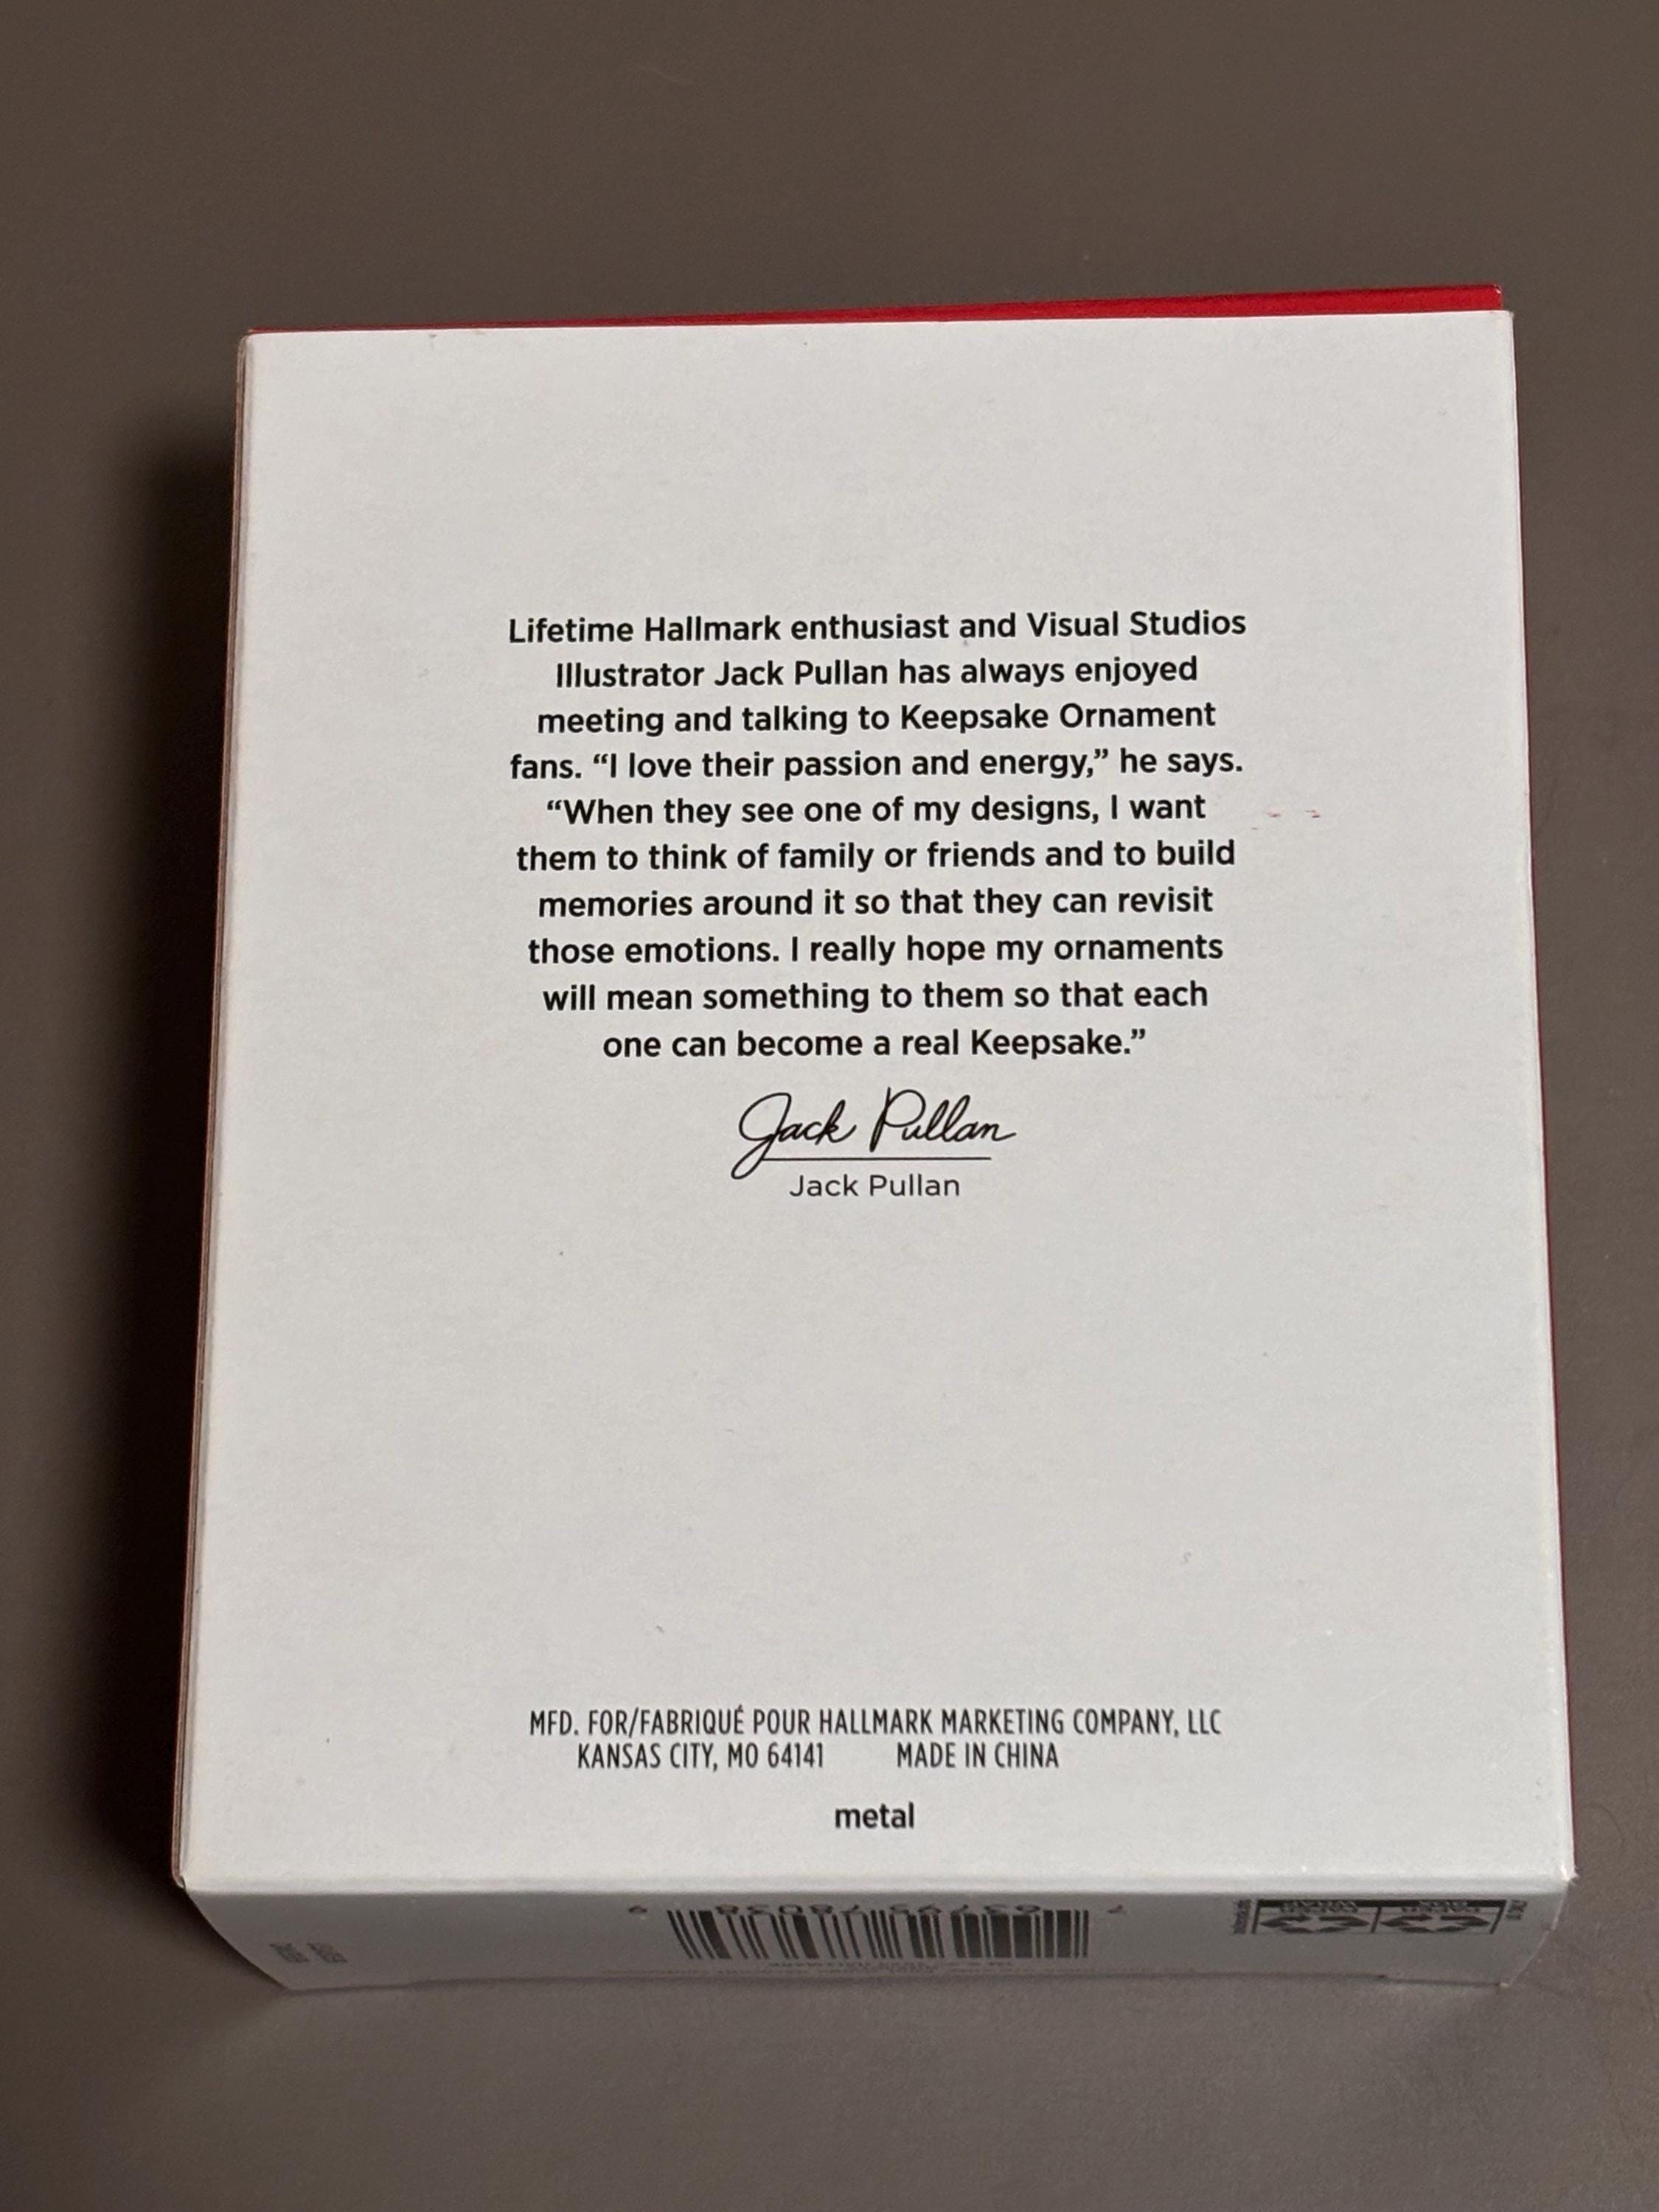 Lifetime Hallmark enthusiast and Visual Studios
Illustrator Jack Pullan has always enjoyed
meeting and talking to Keepsake Ornament
fans. “I love their passion and energy,” he says.
“When they see one of my designs, I want
them to think of family or friends and to build
memories around it so that they can revisit
those emotions. I really hope my ornaments
will mean something to them so that each
one can become a real Keepsake.”
Jack Pullan
Jack Pullan
MFD. FOR/FABRIQUÉ POUR HALLMARK MARKETING COMPANY, LLC
KANSAS CITY, MO 64141 MADE IN CHINA
metal